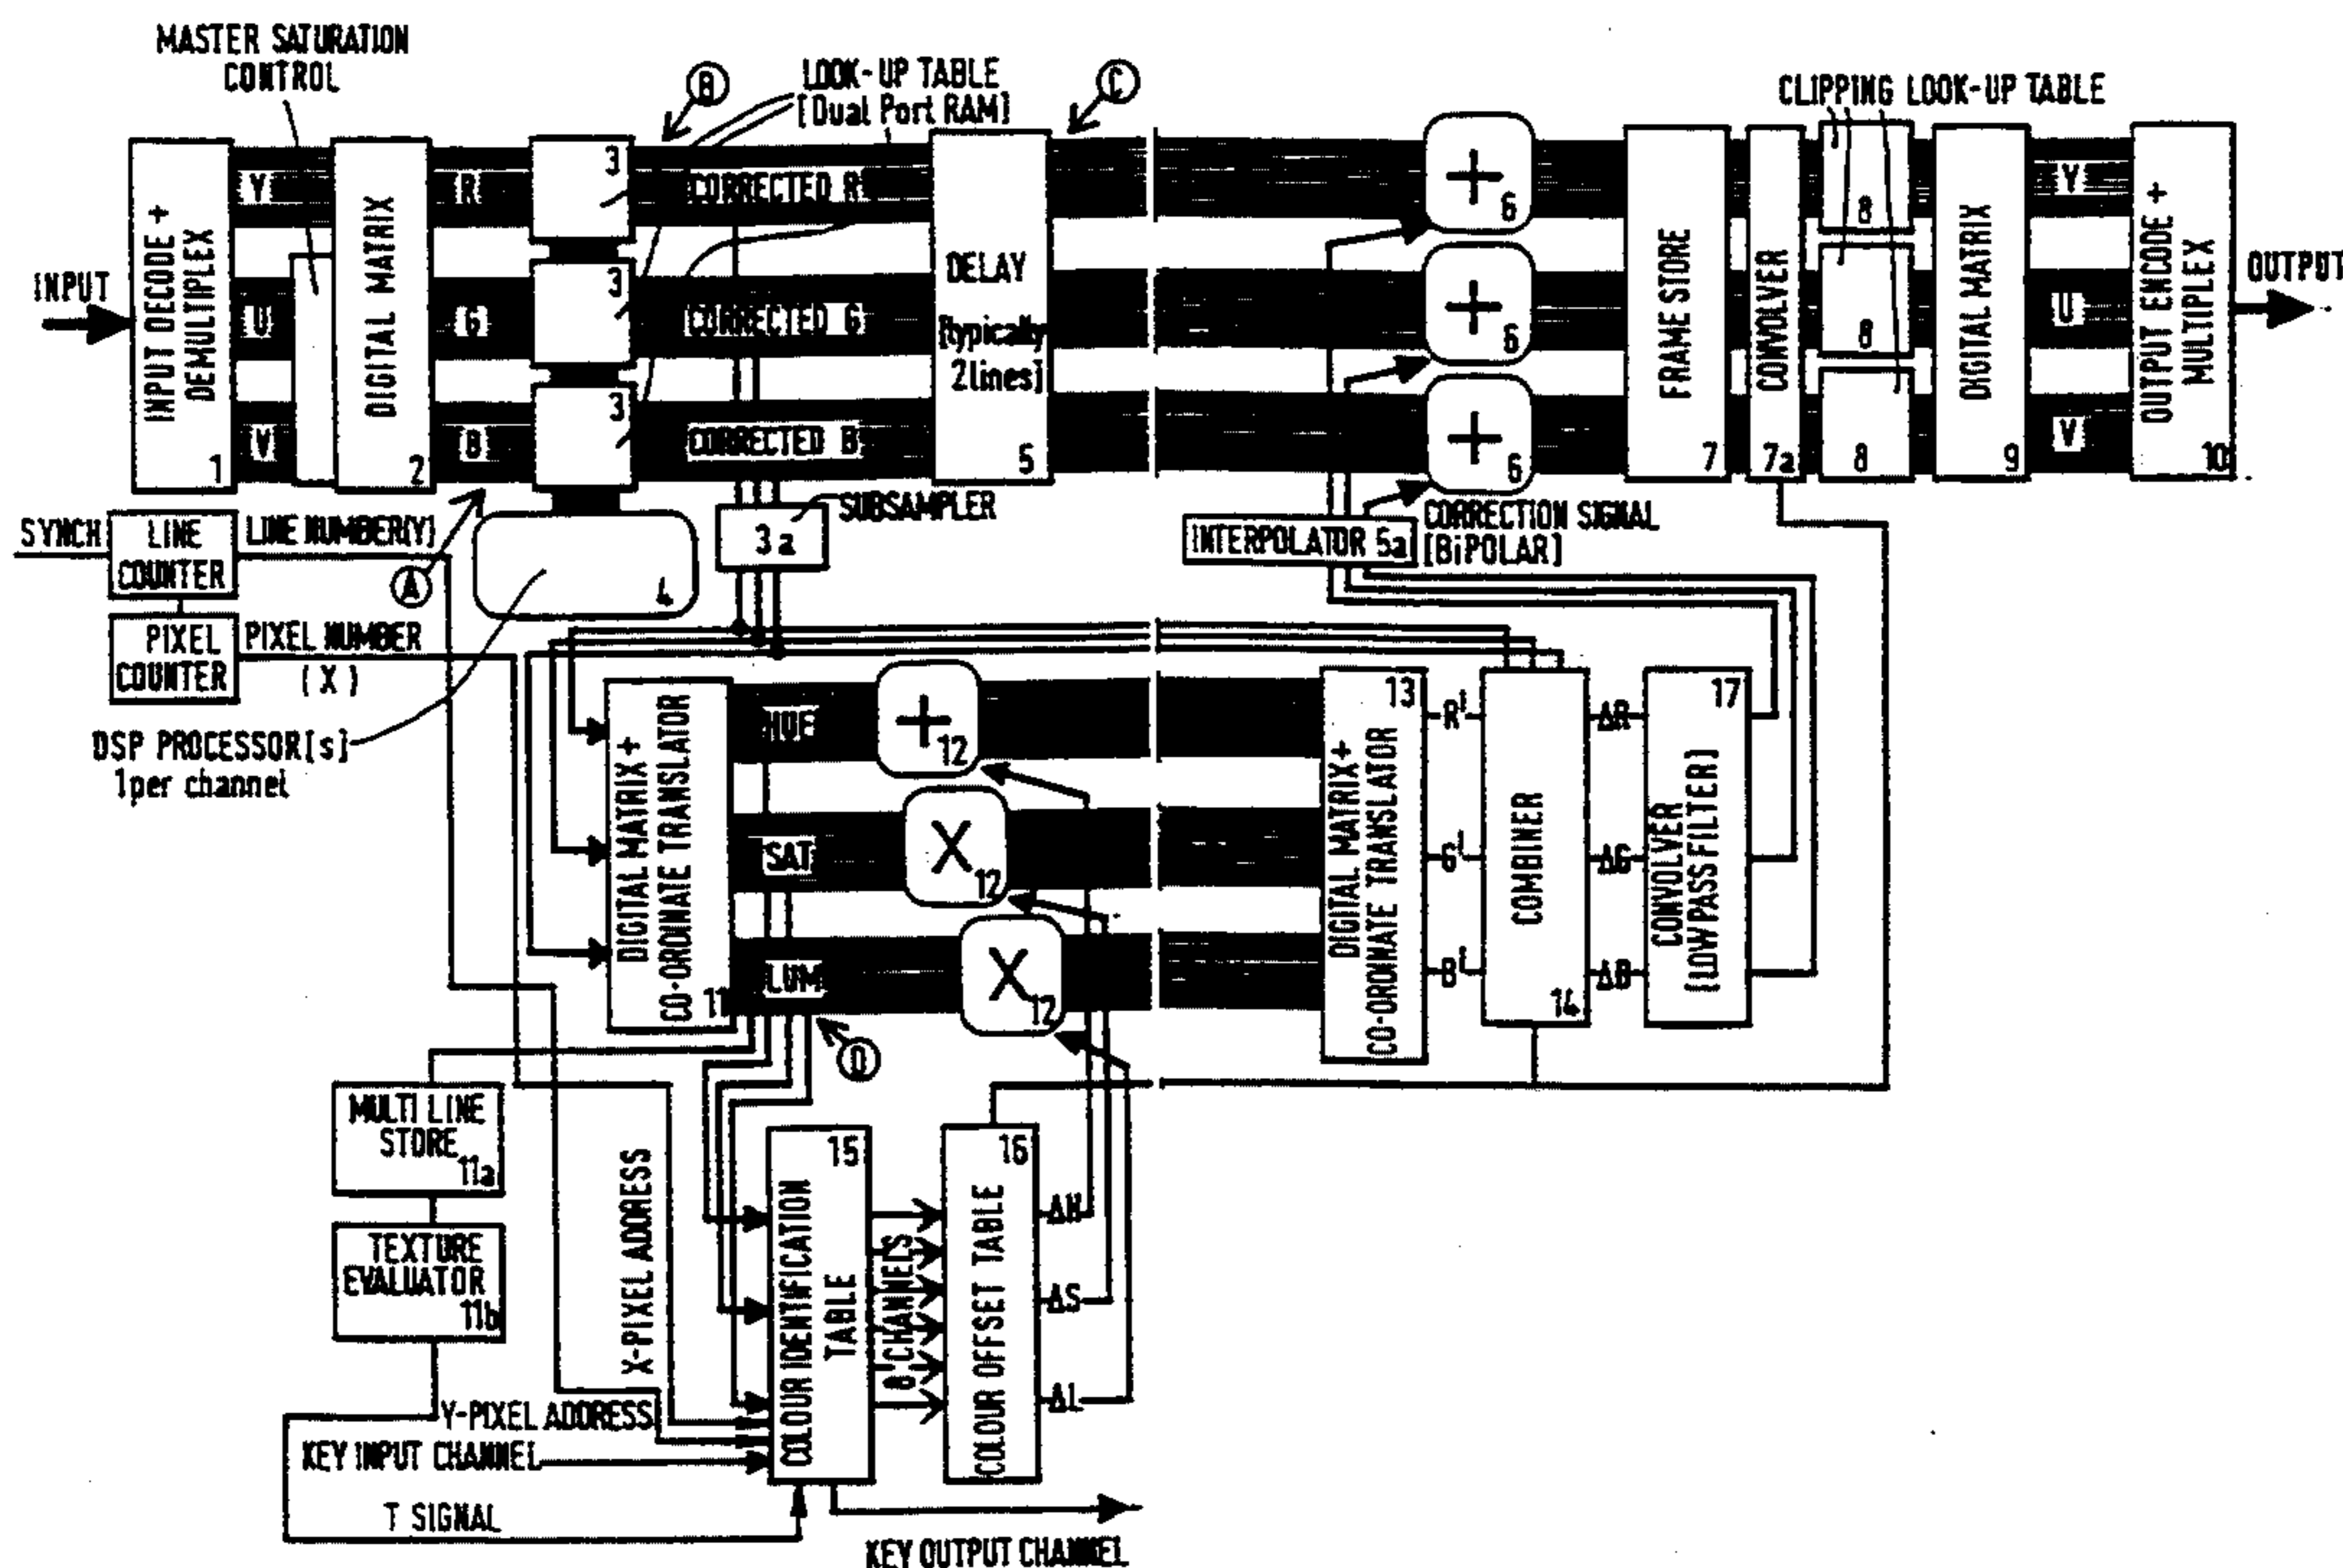 MASTER SATURATION
CONTROL
B
LOOK-UP TABLE
[Dual Port RAM]
C
CLIPPING LOOK-UP TABLE
INPUT
INPUT DECODE +
DEMULTIPLEX
1
Y
U
V
DIGITAL MATRIX
2
R
G
B
3
3
3
CORRECTED R
CORRECTED G
CORRECTED B
DELAY
[typically
2lines]
5
+
6
+
6
+
6
FRAME STORE
7
CONVOLVER
7a
8
8
8
DIGITAL MATRIX
9
Y
U
V
OUTPUT ENCODE +
MULTIPLEX
10
OUTPUT
SYNCH
LINE
COUNTER
LINE NUMBER(Y)
A
4
3a
SUBSAMPLER
INTERPOLATOR 5a
CORRECTION SIGNAL
[BiPOLAR]
PIXEL
COUNTER
PIXEL NUMBER
(X)
DSP PROCESSOR[s]
1per channel
DIGITAL MATRIX +
CO-ORDINATE TRANSLATOR
11
HUE
SAT
LUM
+
12
X
12
X
12
D
DIGITAL MATRIX+
CO-ORDINATE TRANSLATOR
13
R'
G'
B'
COMBINER
14
ΔR
ΔG
ΔB
17
CONVOLVER
[LOW PASS FILTER]
MULTI LINE
STORE
11a
TEXTURE
EVALUATOR
11b
X-PIXEL ADDRESS
Y-PIXEL ADDRESS
KEY INPUT CHANNEL
T SIGNAL
15
COLOUR IDENTIFICATION
TABLE
8 CHANNELS
16
COLOUR OFFSET TABLE
ΔH
ΔS
ΔL
KEY OUTPUT CHANNEL